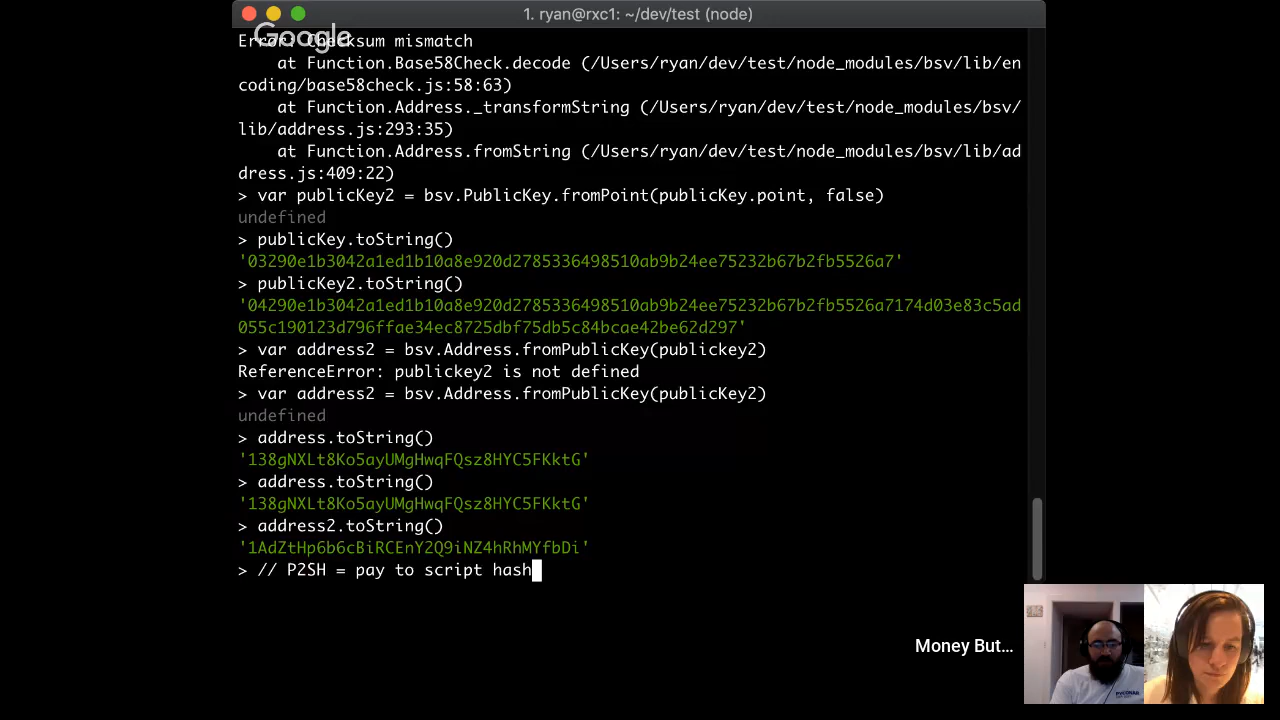 1. ryan@rxc1: ~/dev/test (node)
Google
Error: Checksum mismatch
at Function.Base58Check.decode (/Users/ryan/dev/test/node_modules/bsv/lib/en
coding/base58check.js:58:63)
at Function.Address._transformString (/Users/ryan/dev/test/node_modules/bsv/
lib/address.js:293:35)
at Function.Address.fromString (/Users/ryan/dev/test/node_modules/bsv/lib/ad
dress.js:409:22)
> var publicKey2 = bsv.PublicKey.fromPoint(publicKey.point, false)
undefined
> publicKey.toString()
'03290e1b3042a1ed1b10a8e920d2785336498510ab9b24ee75232b67b2fb5526a7'
> publicKey2.toString()
'04290e1b3042a1ed1b10a8e920d2785336498510ab9b24ee75232b67b2fb5526a7174d03e83c5ad
055c190123d796ffae34ec8725dbf75db5c84bcae42be62d297'
> var address2 = bsv.Address.fromPublicKey(publickey2)
ReferenceError: publickey2 is not defined
> var address2 = bsv.Address.fromPublicKey(publicKey2)
undefined
> address.toString()
'138gNXLt8Ko5ayUMgHwqFQsz8HYC5FKktG'
> address.toString()
'138gNXLt8Ko5ayUMgHwqFQsz8HYC5FKktG'
> address2.toString()
'1AdZtHp6b6cBiRCEnY2Q9iNZ4hRhMYfbDi'
> // P2SH = pay to script hash
Money But...